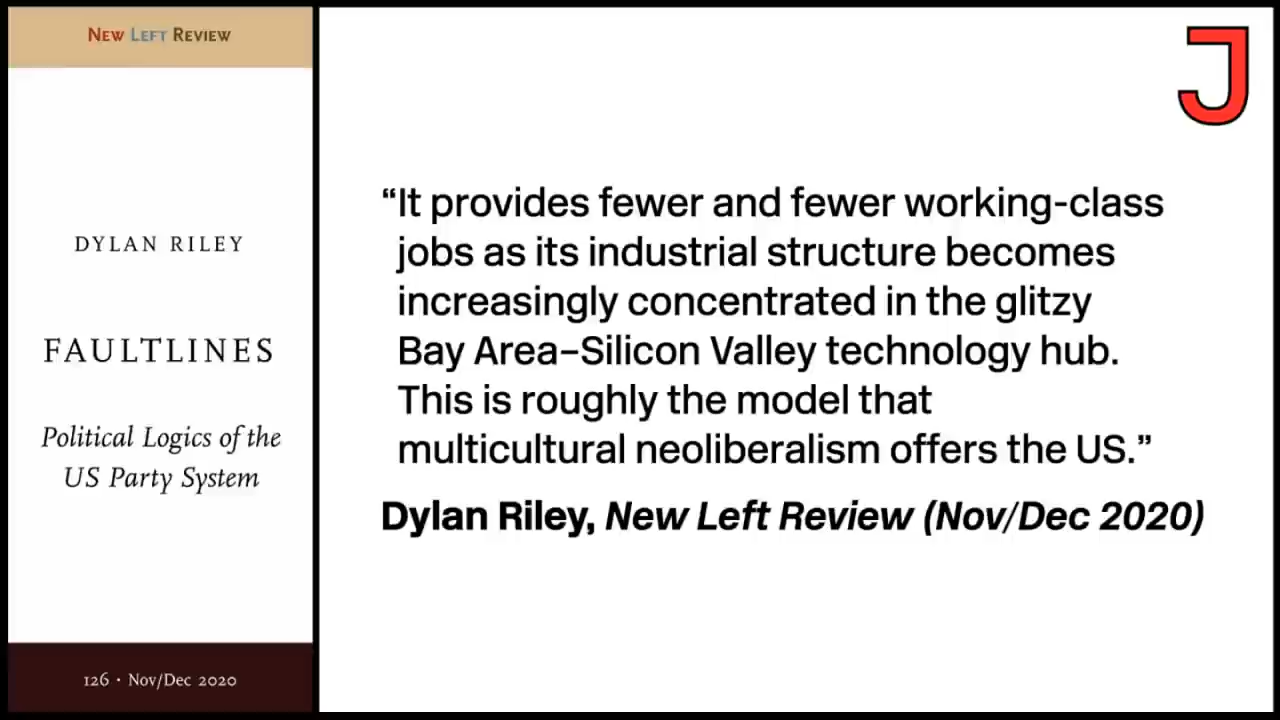 New Left Review
DYLAN RILEY
FAULTLINES
Political Logics of the
US Party System
126 · Nov/Dec 2020
J
“It provides fewer and fewer working-class
jobs as its industrial structure becomes
increasingly concentrated in the glitzy
Bay Area–Silicon Valley technology hub.
This is roughly the model that
multicultural neoliberalism offers the US.”
Dylan Riley, New Left Review (Nov/Dec 2020)